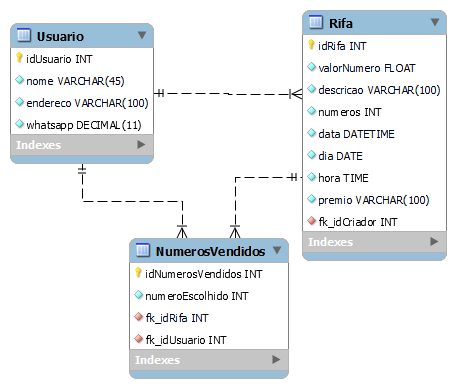 Usuario
idUsuario INT
nome VARCHAR(45)
endereco VARCHAR(100)
whatsapp DECIMAL(11)
Indexes
Rifa
idRifa INT
valorNumero FLOAT
descricao VARCHAR(100)
numeros INT
data DATETIME
dia DATE
hora TIME
premio VARCHAR(100)
fk_idCriador INT
Indexes
NumerosVendidos
idNumerosVendidos INT
numeroEscolhido INT
fk_idRifa INT
fk_idUsuario INT
Indexes